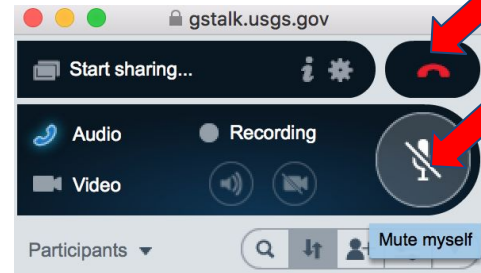 gstalk.usgs.gov
Start sharing...
Audio
Recording
Video
Participants
Mute myself